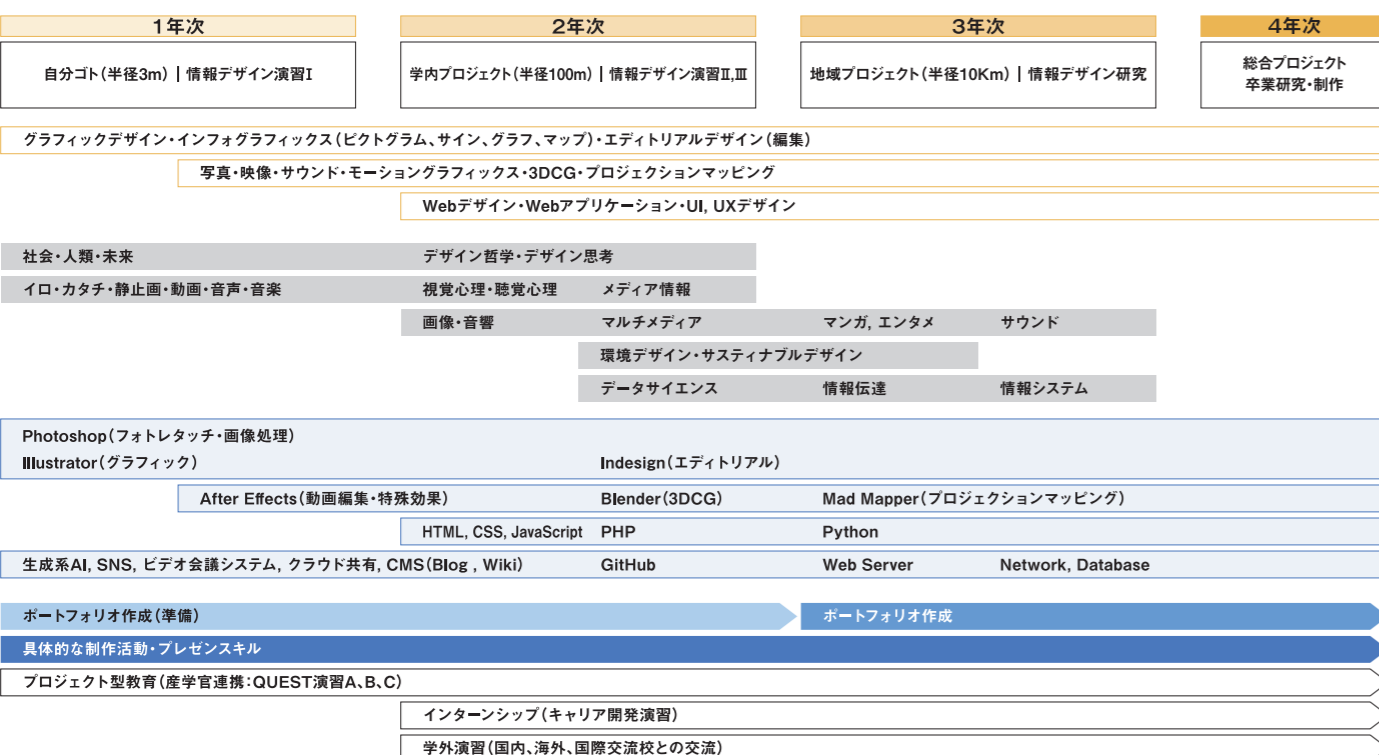 1年次 2年次 3年次 4年次
自分ゴト(半径3m) | 情報デザイン演習I 学内プロジェクト(半径100m) | 情報デザイン演習II,III 地域プロジェクト(半径10Km) | 情報デザイン研究 総合プロジェクト
卒業研究・制作
グラフィックデザイン・インフォグラフィックス(ピクトグラム、サイン、グラフ、マップ)・エディトリアルデザイン(編集)
写真・映像・サウンド・モーショングラフィックス・3DCG・プロジェクションマッピング
Webデザイン・Webアプリケーション・UI, UXデザイン
社会・人類・未来 デザイン哲学・デザイン思考
イロ・カタチ・静止画・動画・音声・音楽 視覚心理・聴覚心理 メディア情報
画像・音響 マルチメディア マンガ, エンタメ サウンド
環境デザイン・サスティナブルデザイン
データサイエンス 情報伝達 情報システム
Photoshop(フォトレタッチ・画像処理)
Illustrator(グラフィック) Indesign(エディトリアル)
After Effects(動画編集・特殊効果) Blender(3DCG) Mad Mapper(プロジェクションマッピング)
HTML, CSS, JavaScript PHP Python
生成系AI, SNS, ビデオ会議システム, クラウド共有, CMS(Blog , Wiki) GitHub Web Server Network, Database
ポートフォリオ作成(準備) ポートフォリオ作成
具体的な制作活動・プレゼンスキル
プロジェクト型教育(産学官連携:QUEST演習A、B、C)
インターンシップ(キャリア開発演習)
学外演習(国内、海外、国際交流校との交流)